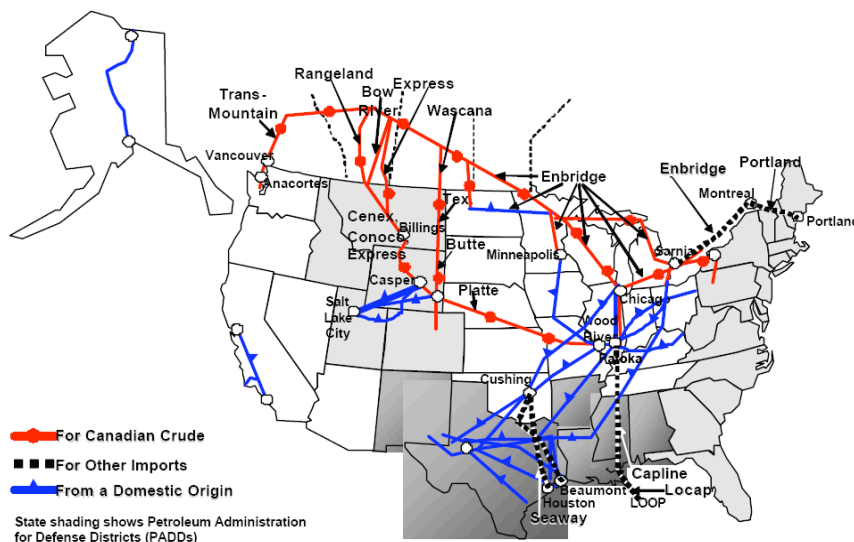 Rangeland
Express
Bow
River
Wascana
Trans-
Mountain
Vancouver
Anacortes
Enbridge
Enbridge
Portland
Montreal
Portland
Tex.
Cenex,
Conoco
Express
Billings
Minneapolis
Sarnia
Butte
Casper
Platte
Chicago
Salt
Lake
City
Wood
River
Patoka
Cushing
For Canadian Crude
For Other Imports
From a Domestic Origin
Capline
Beaumont
Locap
Houston
LOOP
Seaway
State shading shows Petroleum Administration
for Defense Districts (PADDs)